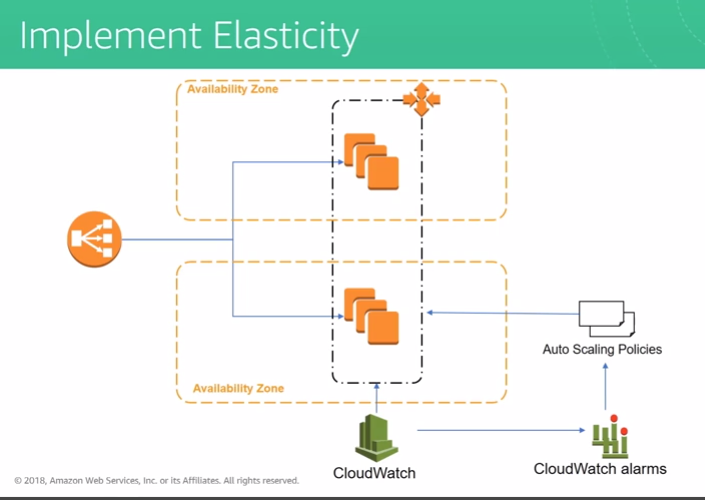 Implement Elasticity
Availability Zone
Availability Zone
Auto Scaling Policies
CloudWatch
CloudWatch alarms
© 2018, Amazon Web Services, Inc. or its Affiliates. All rights reserved.